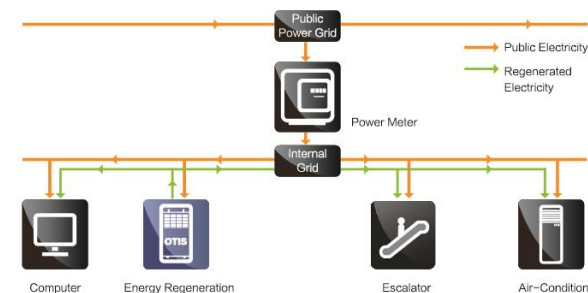 Public
Power Grid
Public Electricity
Regenerated
Electricity
Power Meter
Internal
Grid
OTIS
Computer
Energy Regeneration
Escalator
Air-Condition